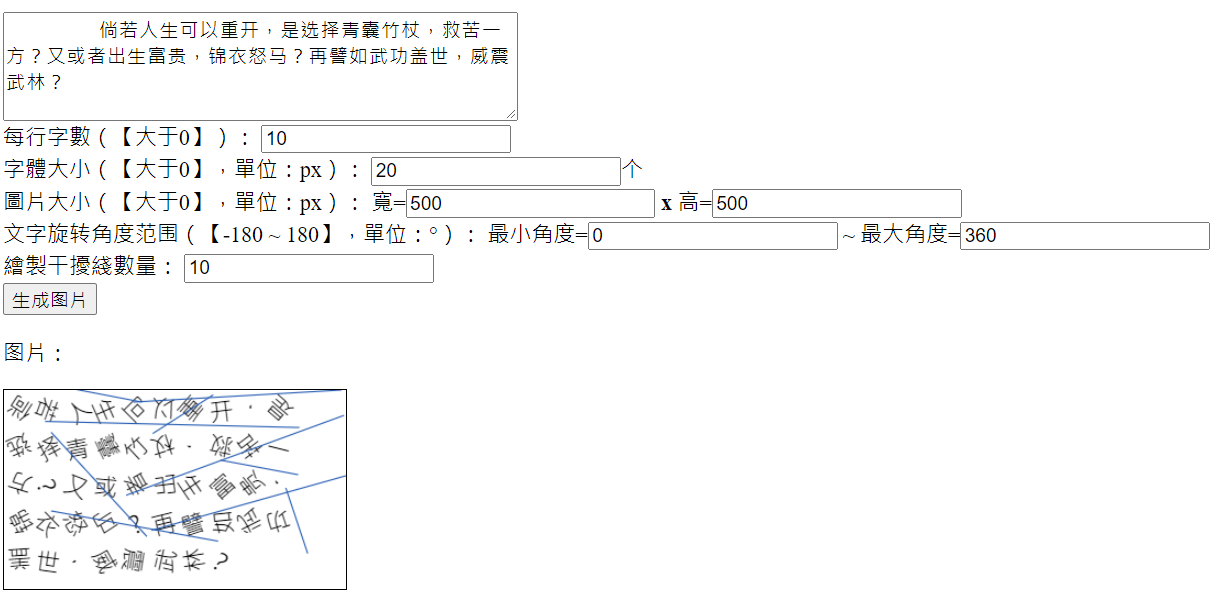 倘若人生可以重开，是选择青囊竹杖，救苦一
方？又或者出生富贵，锦衣怒马？再譬如武功盖世，威震
武林？
每行字數（【大于0】）： 10
字體大小（【大于0】，單位：px）： 20个
圖片大小（【大于0】，單位：px）： 寬=500 x 高=500
文字旋转角度范围（【-180 ~ 180】，單位：°）： 最小角度=0 ~ 最大角度=360
繪製干擾綫數量： 10
生成图片
图片：
倘若人生可以重开，是
选择青囊竹杖，救苦一
方？又或者出生富贵，
锦衣怒马？再譬如武功
盖世，威震武林？